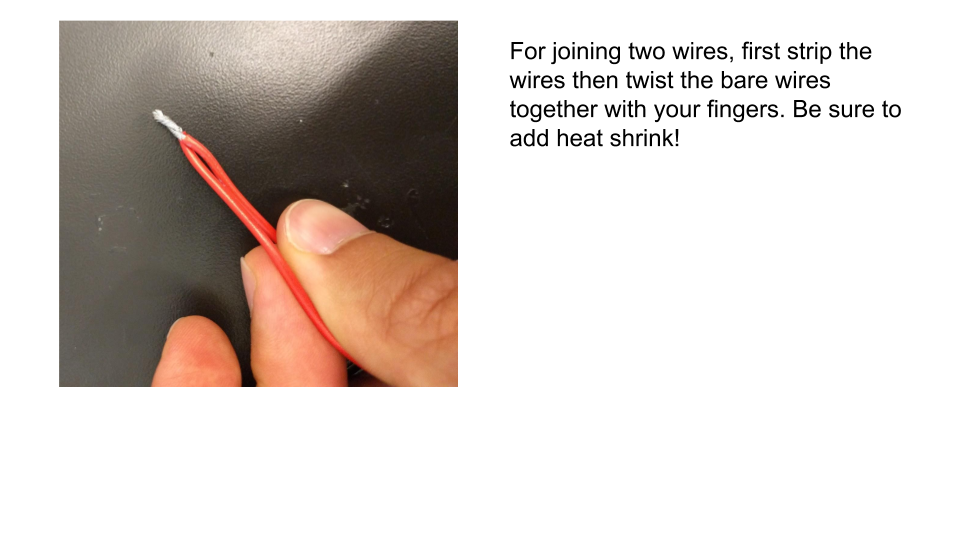 For joining two wires, first strip the
wires then twist the bare wires
together with your fingers. Be sure to
add heat shrink!